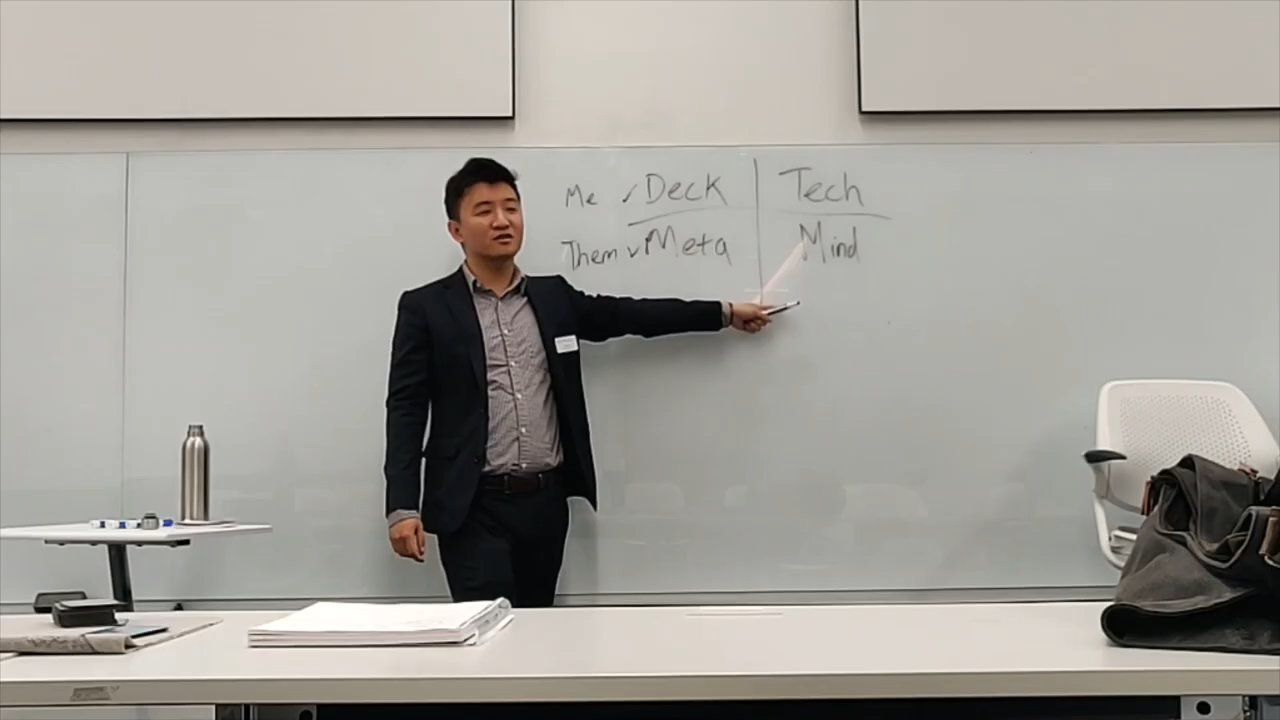 Me ✓ Deck | Tech
Them ✓ Meta | Mind